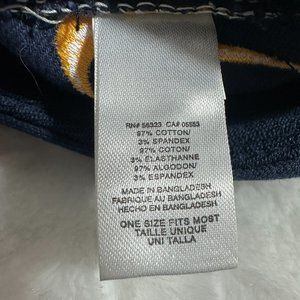 RN# 56323 CA# 05553
97% COTTON/
3% SPANDEX
97% COTON/
3% ELASTHANNE
97% ALGODON/
3% ESPANDEX
MADE IN BANGLADESH
FABRIQUE AU BANGLADESH
HECHO EN BANGLADESH
ONE SIZE FITS MOST
TAILLE UNIQUE
UNI TALLA